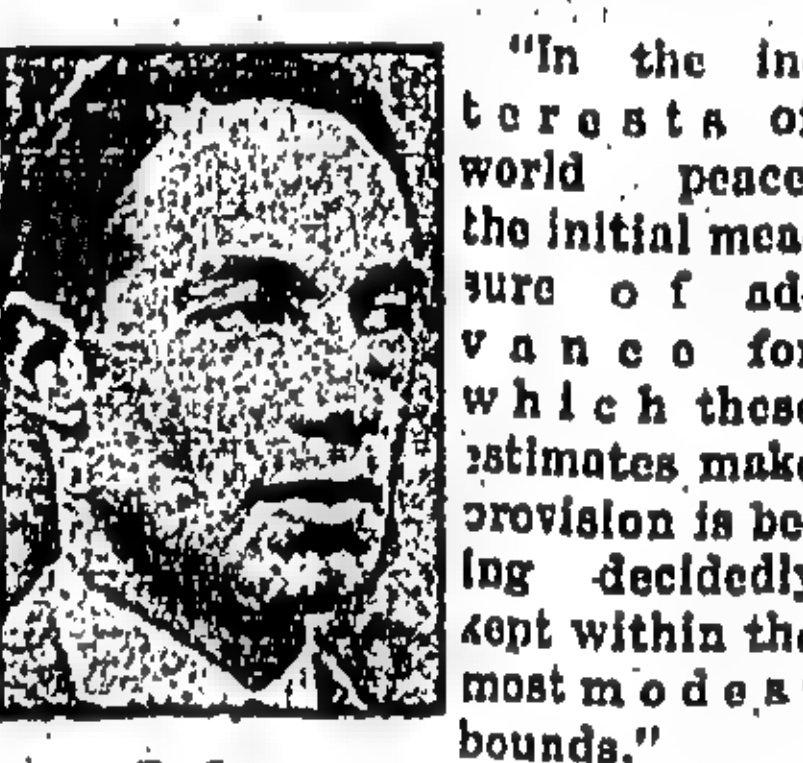 "In the in
terests of
world peace
the initial mea
sure of ad-
vance for
which these
estimates make
provision is be
ing decidedly
kept within the
most modes
bounds."